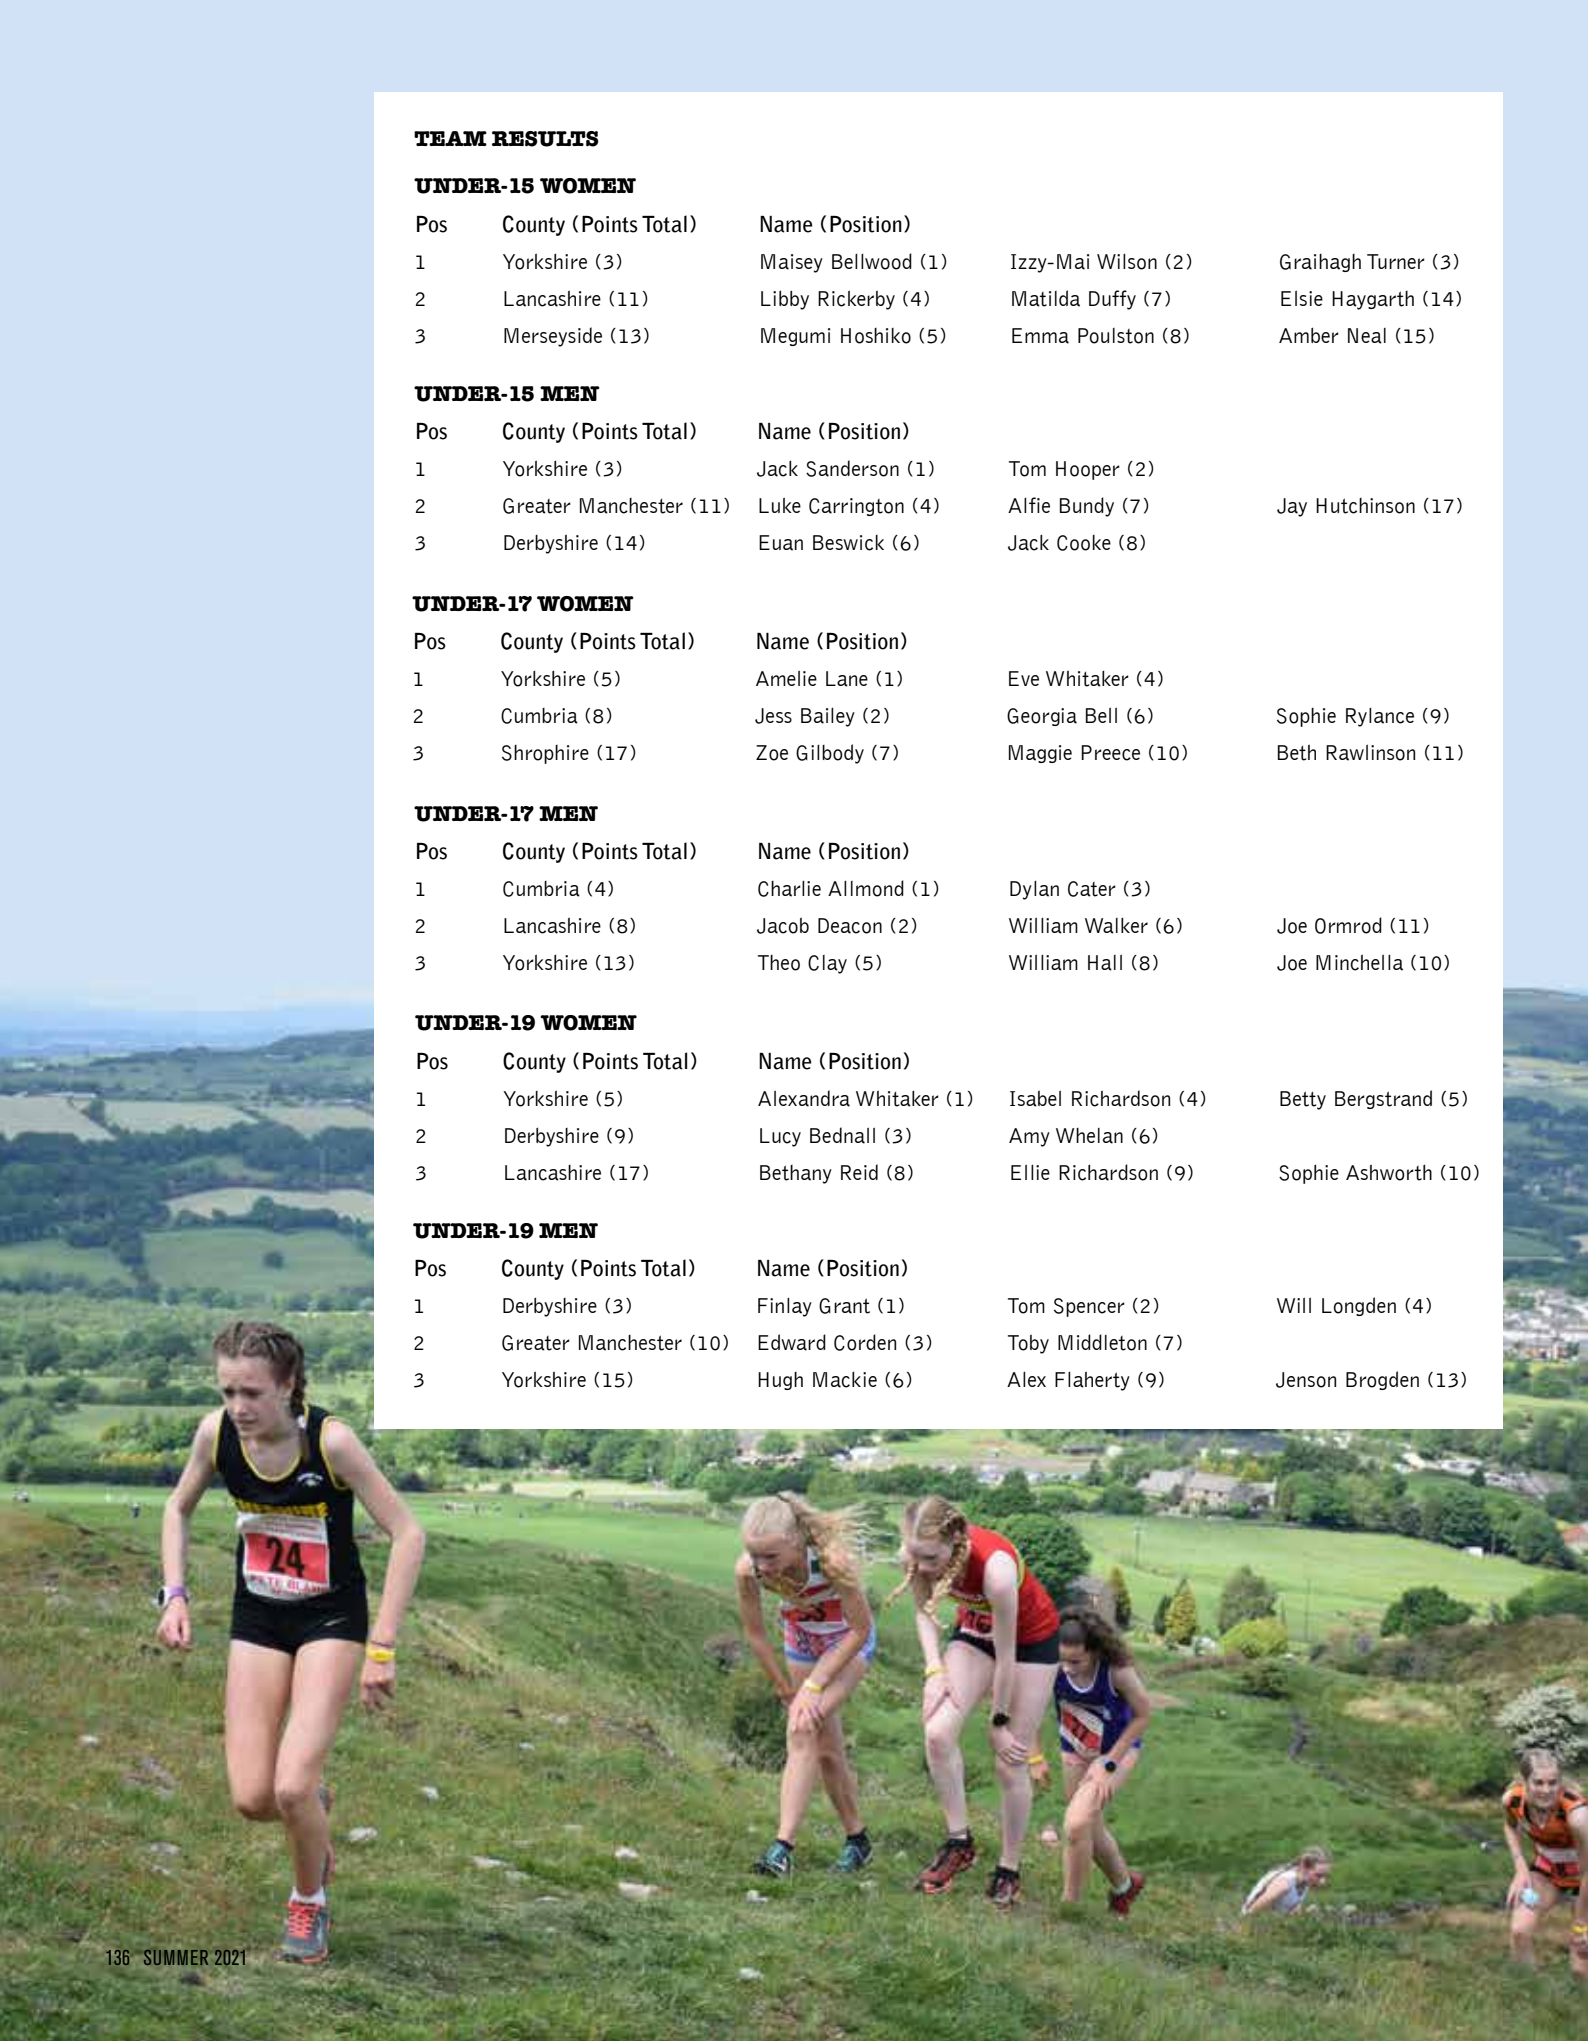 TEAM RESULTS
UNDER-15 WOMEN
Pos County (Points Total) Name (Position)
1 Yorkshire (3) Maisey Bellwood (1) Izzy-Mai Wilson (2) Graihagh Turner (3)
2 Lancashire (11) Libby Rickerby (4) Matilda Duffy (7) Elsie Haygarth (14)
3 Merseyside (13) Megumi Hoshiko (5) Emma Poulston (8) Amber Neal (15)
UNDER-15 MEN
Pos County (Points Total) Name (Position)
1 Yorkshire (3) Jack Sanderson (1) Tom Hooper (2)
2 Greater Manchester (11) Luke Carrington (4) Alfie Bundy (7) Jay Hutchinson (17)
3 Derbyshire (14) Euan Beswick (6) Jack Cooke (8)
UNDER-17 WOMEN
Pos County (Points Total) Name (Position)
1 Yorkshire (5) Amelie Lane (1) Eve Whitaker (4)
2 Cumbria (8) Jess Bailey (2) Georgia Bell (6) Sophie Rylance (9)
3 Shrophire (17) Zoe Gilbody (7) Maggie Preece (10) Beth Rawlinson (11)
UNDER-17 MEN
Pos County (Points Total) Name (Position)
1 Cumbria (4) Charlie Allmond (1) Dylan Cater (3)
2 Lancashire (8) Jacob Deacon (2) William Walker (6) Joe Ormrod (11)
3 Yorkshire (13) Theo Clay (5) William Hall (8) Joe Minchella (10)
UNDER-19 WOMEN
Pos County (Points Total) Name (Position)
1 Yorkshire (5) Alexandra Whitaker (1) Isabel Richardson (4) Betty Bergstrand (5)
2 Derbyshire (9) Lucy Bednall (3) Amy Whelan (6)
3 Lancashire (17) Bethany Reid (8) Ellie Richardson (9) Sophie Ashworth (10)
UNDER-19 MEN
Pos County (Points Total) Name (Position)
1 Derbyshire (3) Finlay Grant (1) Tom Spencer (2) Will Longden (4)
2 Greater Manchester (10) Edward Corden (3) Toby Middleton (7)
3 Yorkshire (15) Hugh Mackie (6) Alex Flaherty (9) Jenson Brogden (13)
24
136 SUMMER 2021